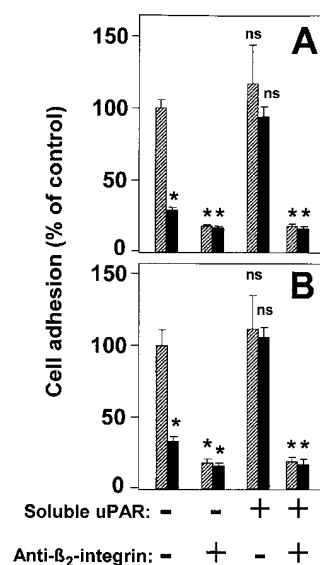 Cell adhesion (% of control)
A
150
100
50
0
ns
ns
*
* *
* *
B
150
100
50
0
ns
ns
*
* *
* *
Soluble uPAR: - - + +
Anti-ß₂-integrin: - + - +